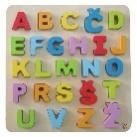 A B C Č D
E F G H I J
K L M N O
P R S Š T
U V Z Ž